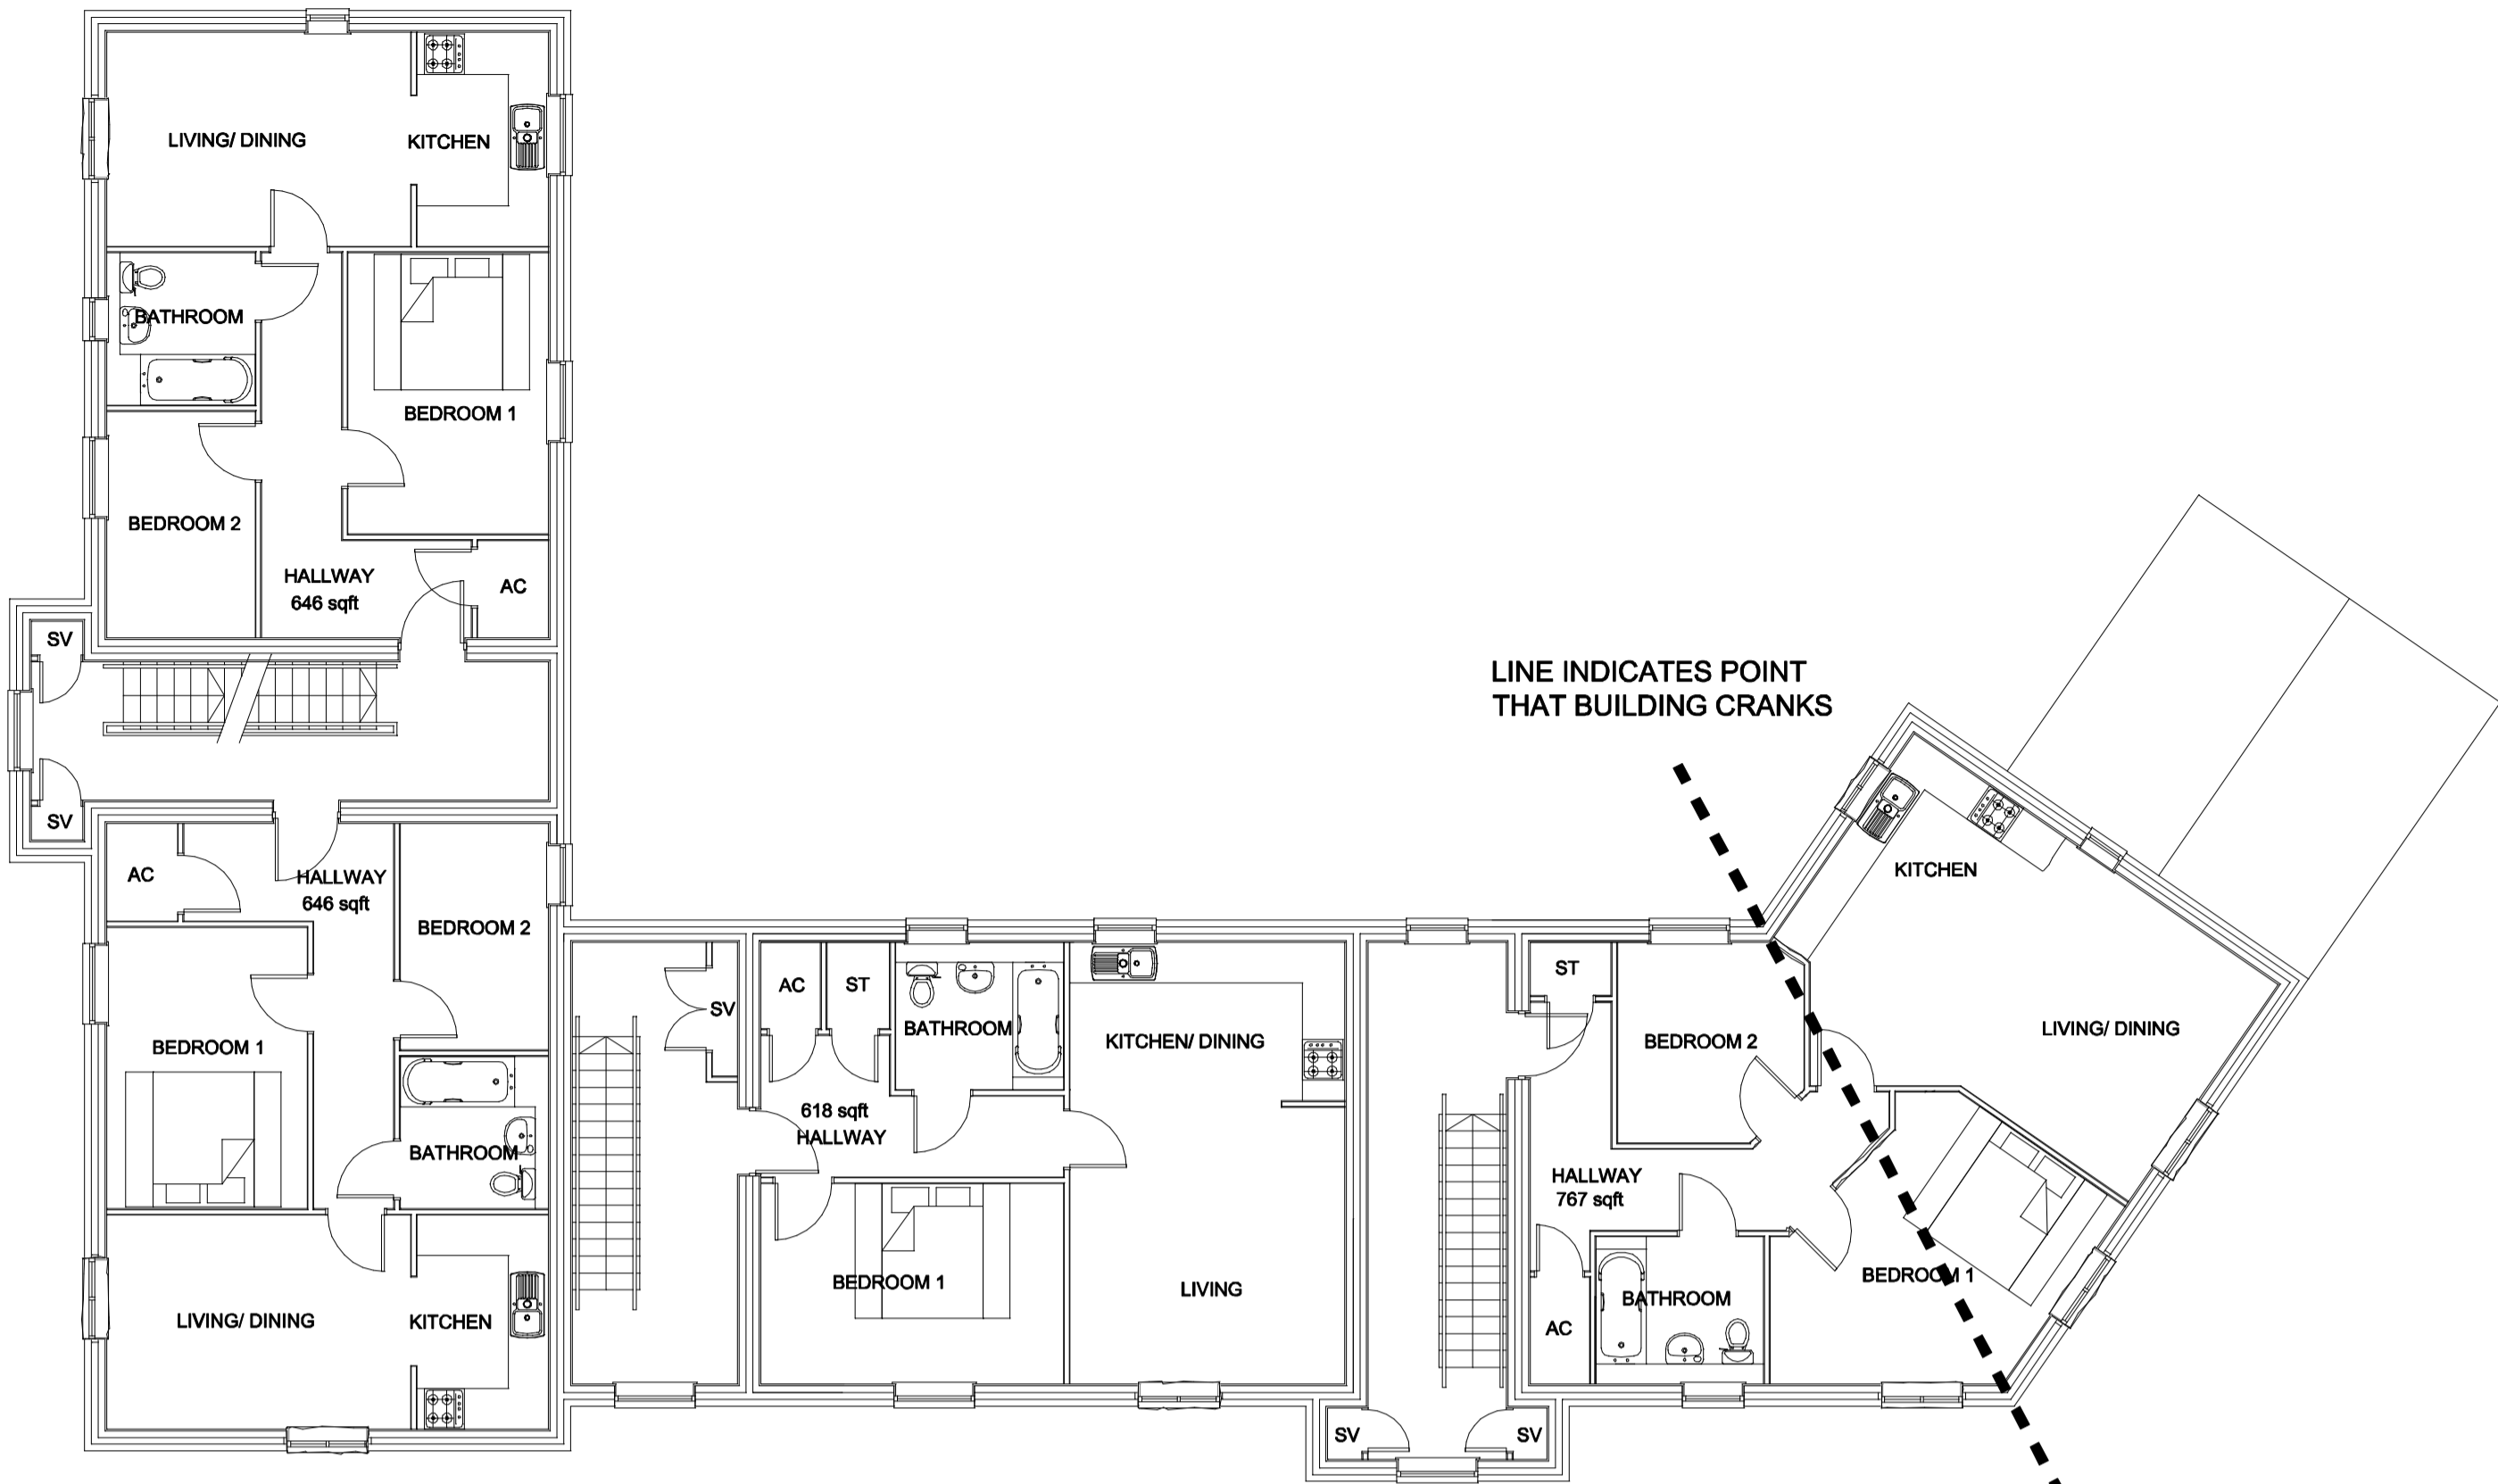 LIVING/ DINING
KITCHEN
BATHROOM
BEDROOM 1
BEDROOM 2
HALLWAY
646 sqft
AC
SV
SV
AC
HALLWAY
646 sqft
BEDROOM 2
BEDROOM 1
BATHROOM
LIVING/ DINING
KITCHEN
SV
AC
ST
BATHROOM
KITCHEN/ DINING
618 sqft
HALLWAY
BEDROOM 1
LIVING
LINE INDICATES POINT
THAT BUILDING CRANKS
ST
BEDROOM 2
KITCHEN
LIVING/ DINING
HALLWAY
767 sqft
BEDROOM 1
BATHROOM
AC
SV
SV